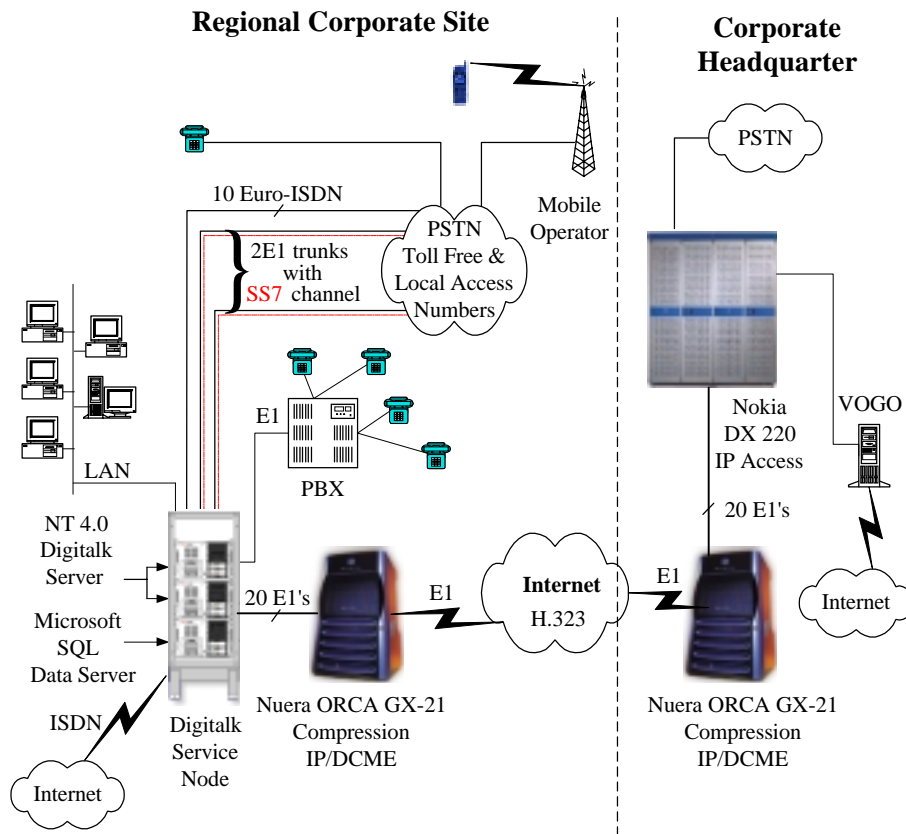 Regional Corporate Site
Corporate
Headquarter
PSTN
10 Euro-ISDN
Mobile
Operator
PSTN
Toll Free &
Local Access
Numbers
2E1 trunks
with
SS7 channel
E1
PBX
LAN
Nokia
DX 220
IP Access
VOGO
NT 4.0
Digitalk
Server
20 E1's
Microsoft
SQL
Data Server
20 E1's
E1
Internet
H.323
E1
Internet
ISDN
Internet
Digitalk
Service
Node
Nuera ORCA GX-21
Compression
IP/DCME
Nuera ORCA GX-21
Compression
IP/DCME